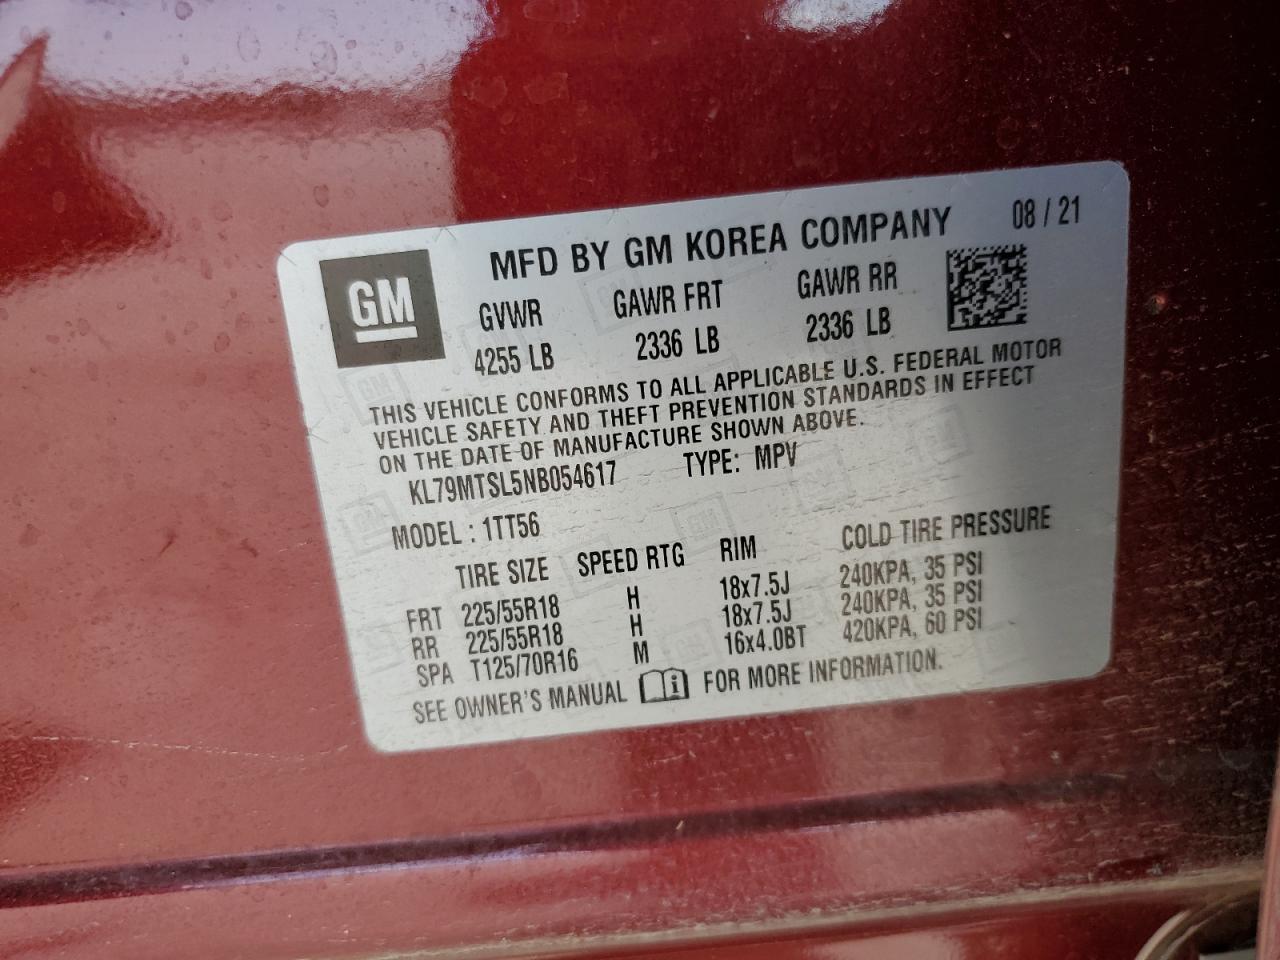 MFD BY GM KOREA COMPANY 08 / 21
GM
GVWR GAWR FRT GAWR RR
4255 LB 2336 LB 2336 LB
THIS VEHICLE CONFORMS TO ALL APPLICABLE U.S. FEDERAL MOTOR
VEHICLE SAFETY AND THEFT PREVENTION STANDARDS IN EFFECT
ON THE DATE OF MANUFACTURE SHOWN ABOVE.
KL79MTSL5NB054617 TYPE: MPV
MODEL : 1TT56
TIRE SIZE SPEED RTG RIM COLD TIRE PRESSURE
FRT 225/55R18 H 18x7.5J 240KPA, 35 PSI
RR 225/55R18 H 18x7.5J 240KPA, 35 PSI
SPA T125/70R16 M 16x4.0BT 420KPA, 60 PSI
SEE OWNER'S MANUAL i FOR MORE INFORMATION.